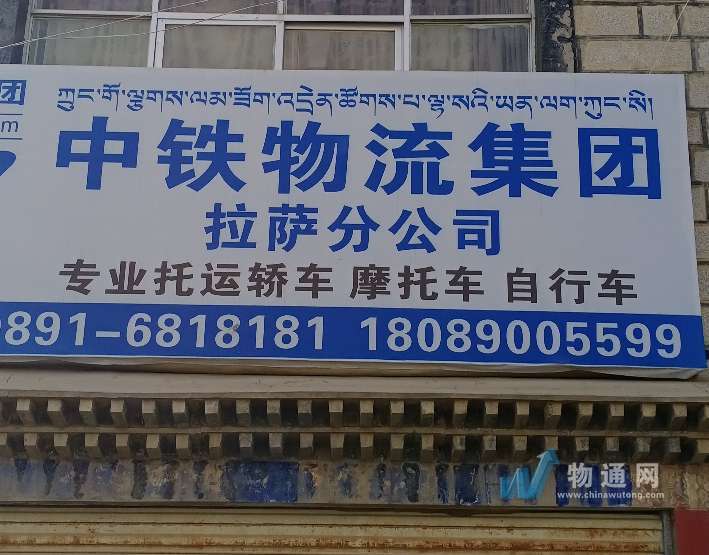 团
ཀྲུང་གོ་ལྕགས་ལམ་ཟོག་འདྲེན་ཚོགས་པ་ལྷ་སའི་ཡན་ལག་ཀུང་སི།
m
中铁物流集团
拉萨分公司
专业托运轿车 摩托车 自行车
0891-6818181 18089005599
物通网
www.chinawutong.com